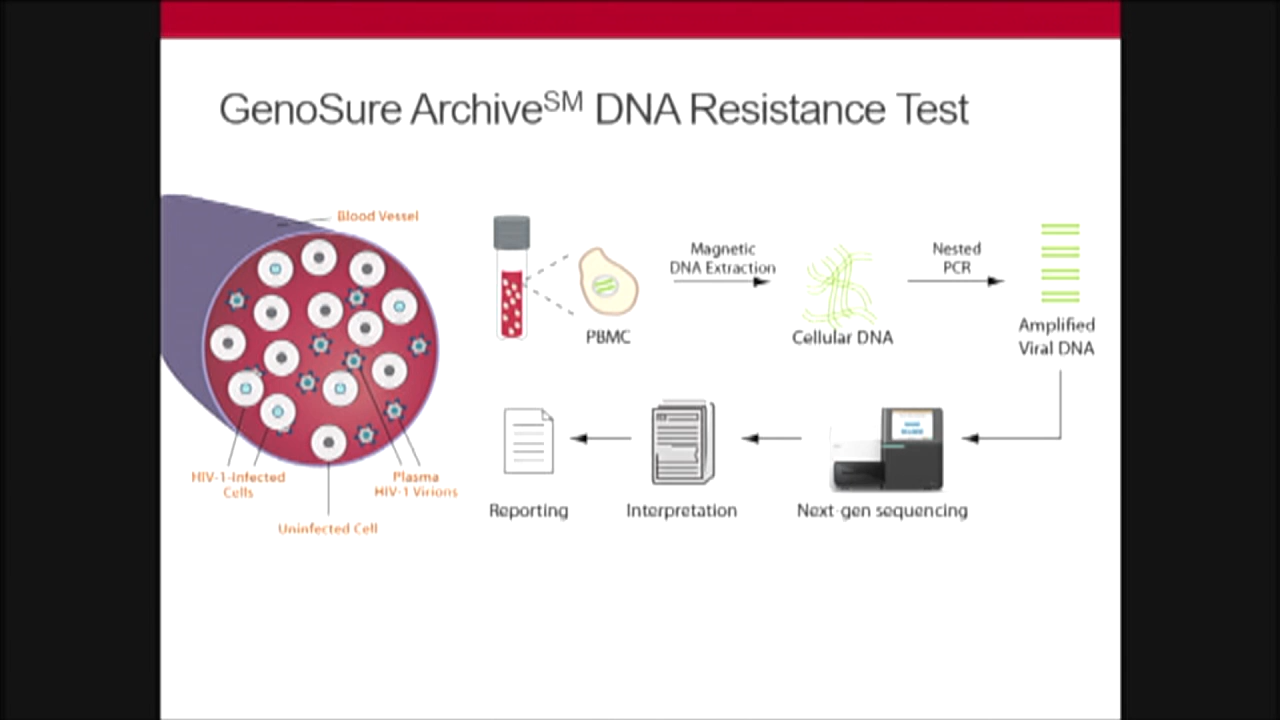 GenoSure Archive℠ DNA Resistance Test
Blood Vessel
HIV-1-Infected
Cells
Plasma
HIV-1 Virions
Uninfected Cell
PBMC
Magnetic
DNA Extraction
Cellular DNA
Nested
PCR
Amplified
Viral DNA
Next-gen sequencing
Interpretation
Reporting